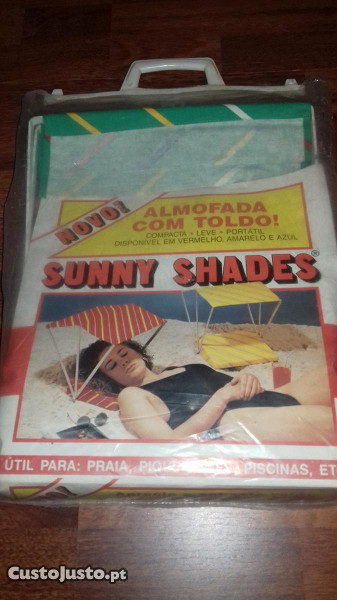 NOVO!
ALMOFADA
COM TOLDO!
COMPACTA • LEVE • PORTÁTIL
DISPONÍVEL EM VERMELHO, AMARELO E AZUL
SUNNY SHADES®
ÚTIL PARA: PRAIA, PISCINAS, ET
CustoJusto.pt